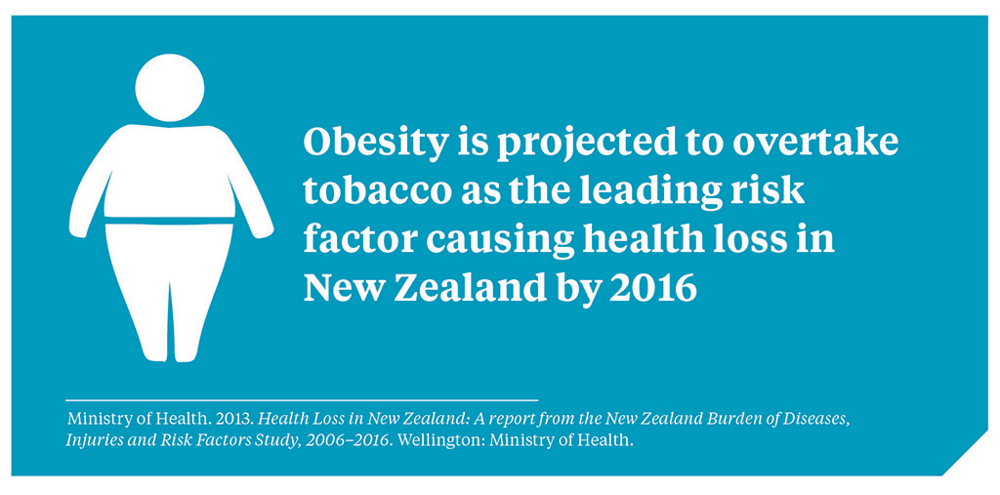 Obesity is projected to overtake
tobacco as the leading risk
factor causing health loss in
New Zealand by 2016
Ministry of Health. 2013. Health Loss in New Zealand: A report from the New Zealand Burden of Diseases,
Injuries and Risk Factors Study, 2006–2016. Wellington: Ministry of Health.